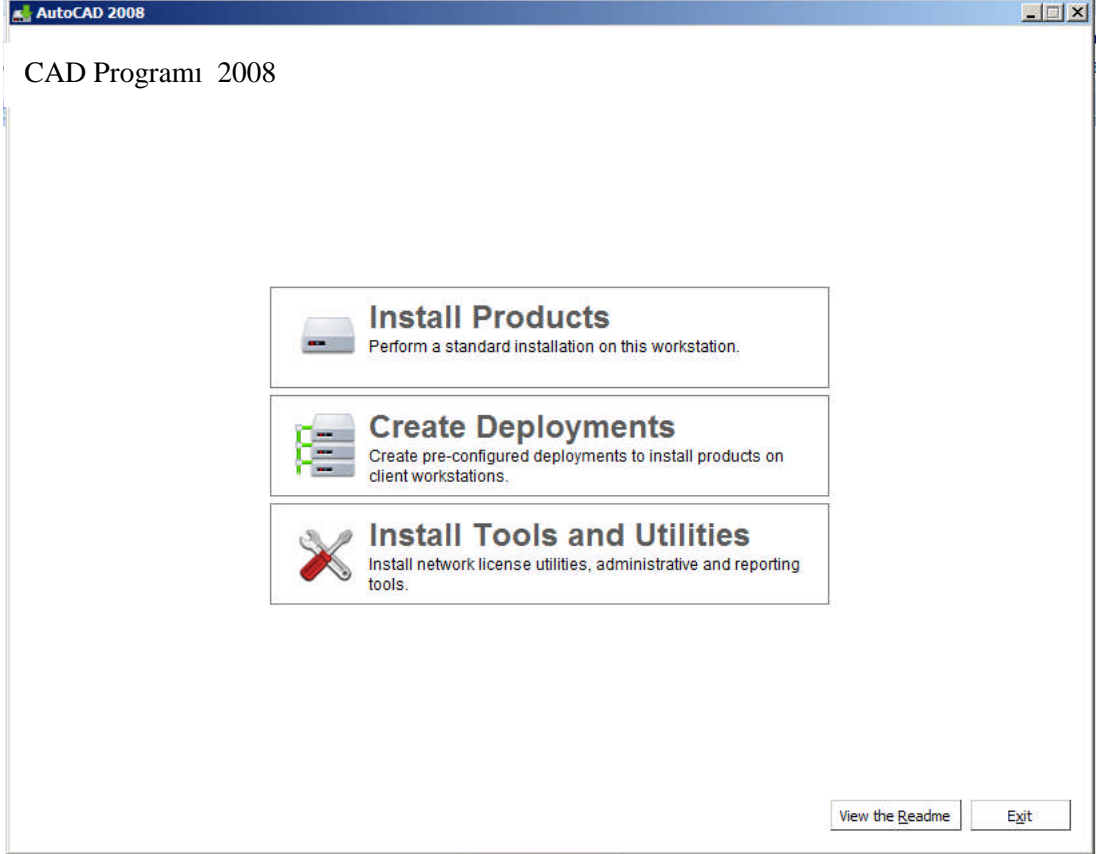 AutoCAD 2008
CAD Programı 2008
Install Products
Perform a standard installation on this workstation.
Create Deployments
Create pre-configured deployments to install products on
client workstations.
Install Tools and Utilities
Install network license utilities, administrative and reporting
tools.
View the Readme Exit